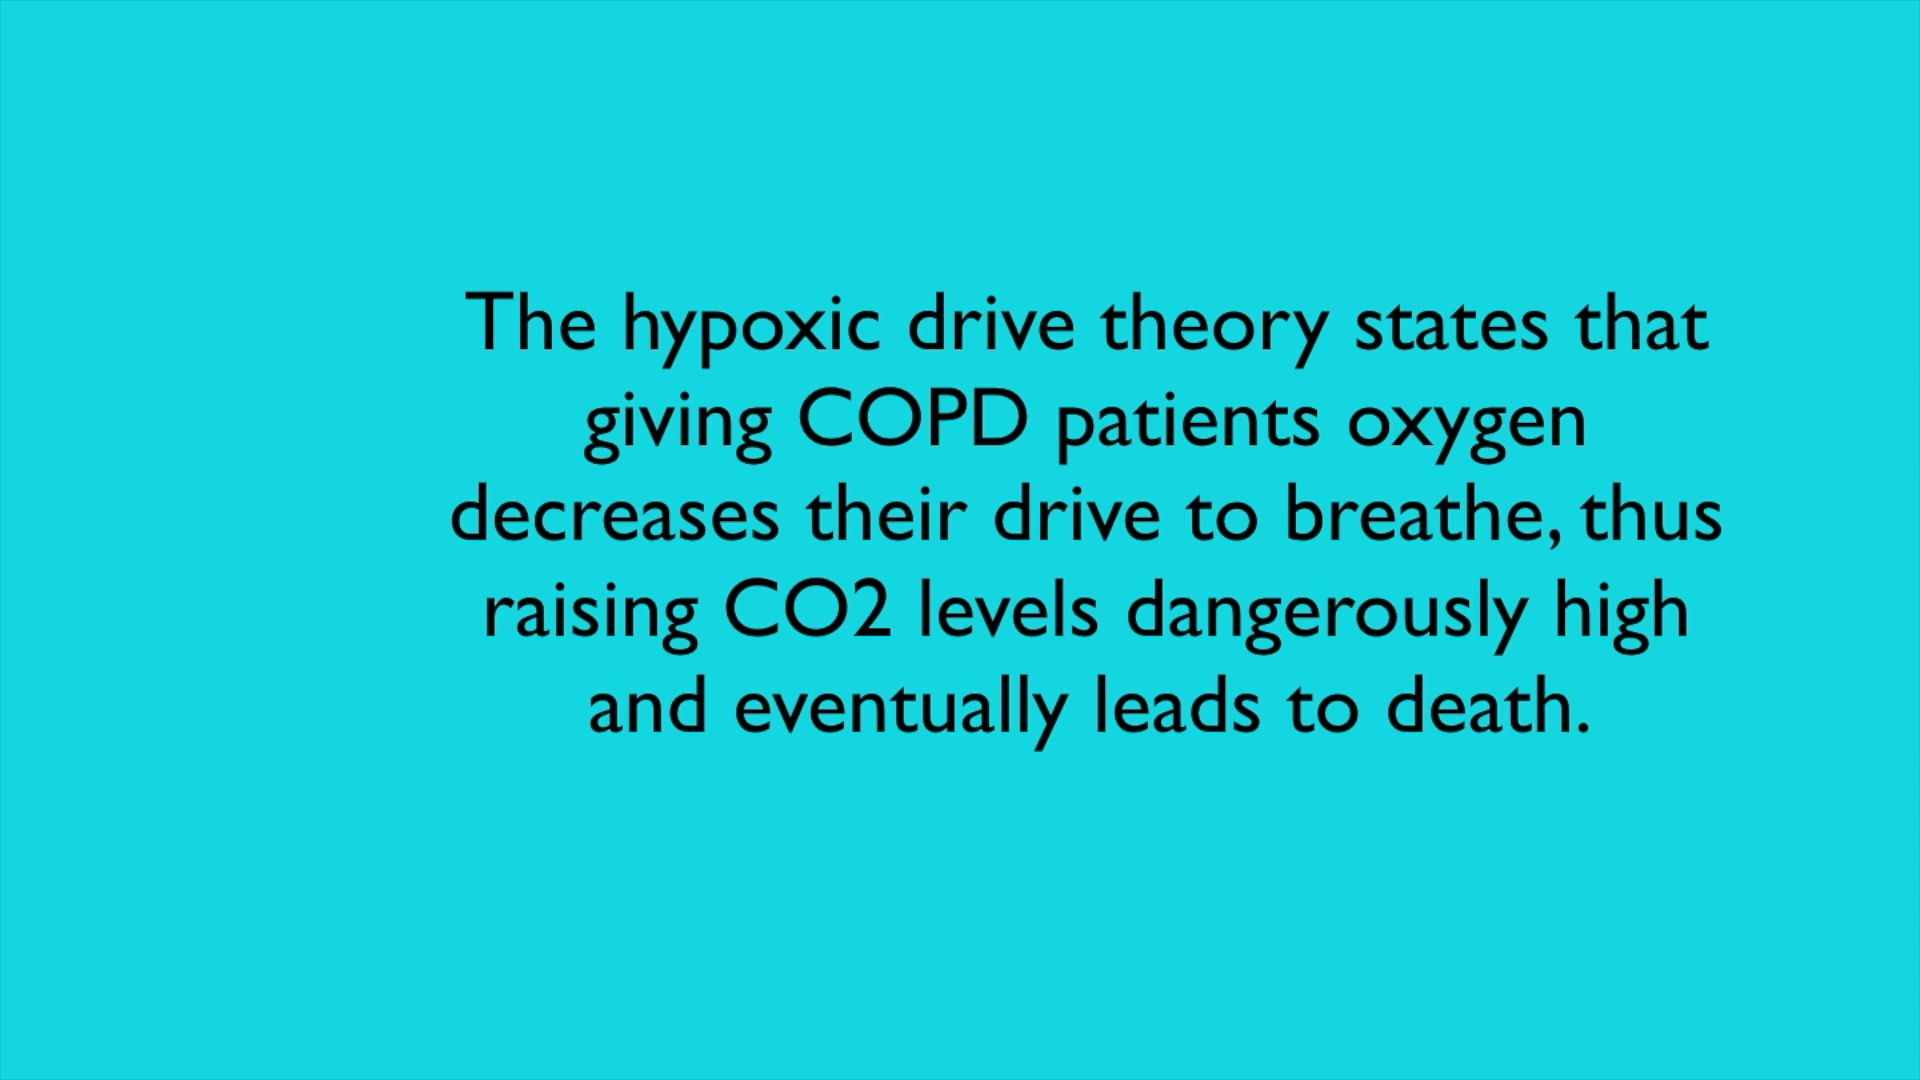 The hypoxic drive theory states that
giving COPD patients oxygen
decreases their drive to breathe, thus
raising CO2 levels dangerously high
and eventually leads to death.